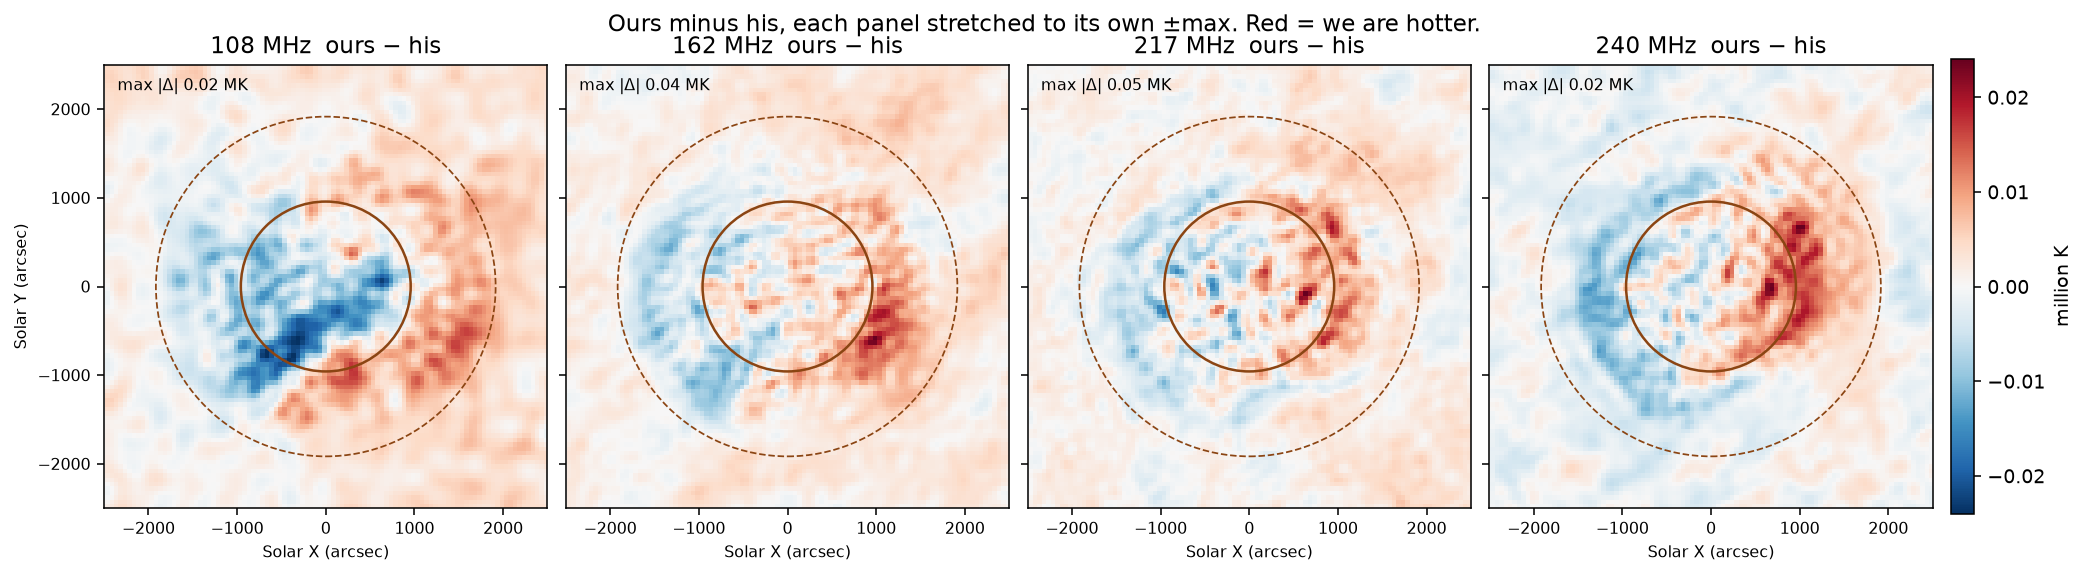 Ours minus his, each panel stretched to its own ±max. Red = we are hotter.
108 MHz  ours − his
162 MHz  ours − his
217 MHz  ours − his
240 MHz  ours − his
max |Δ| 0.02 MK
max |Δ| 0.04 MK
max |Δ| 0.05 MK
max |Δ| 0.02 MK
Solar Y (arcsec)
2000
1000
0
−1000
−2000
−2000 −1000 0 1000 2000
−2000 −1000 0 1000 2000
−2000 −1000 0 1000 2000
−2000 −1000 0 1000 2000
Solar X (arcsec)
Solar X (arcsec)
Solar X (arcsec)
Solar X (arcsec)
0.02
0.01
0.00
−0.01
−0.02
million K